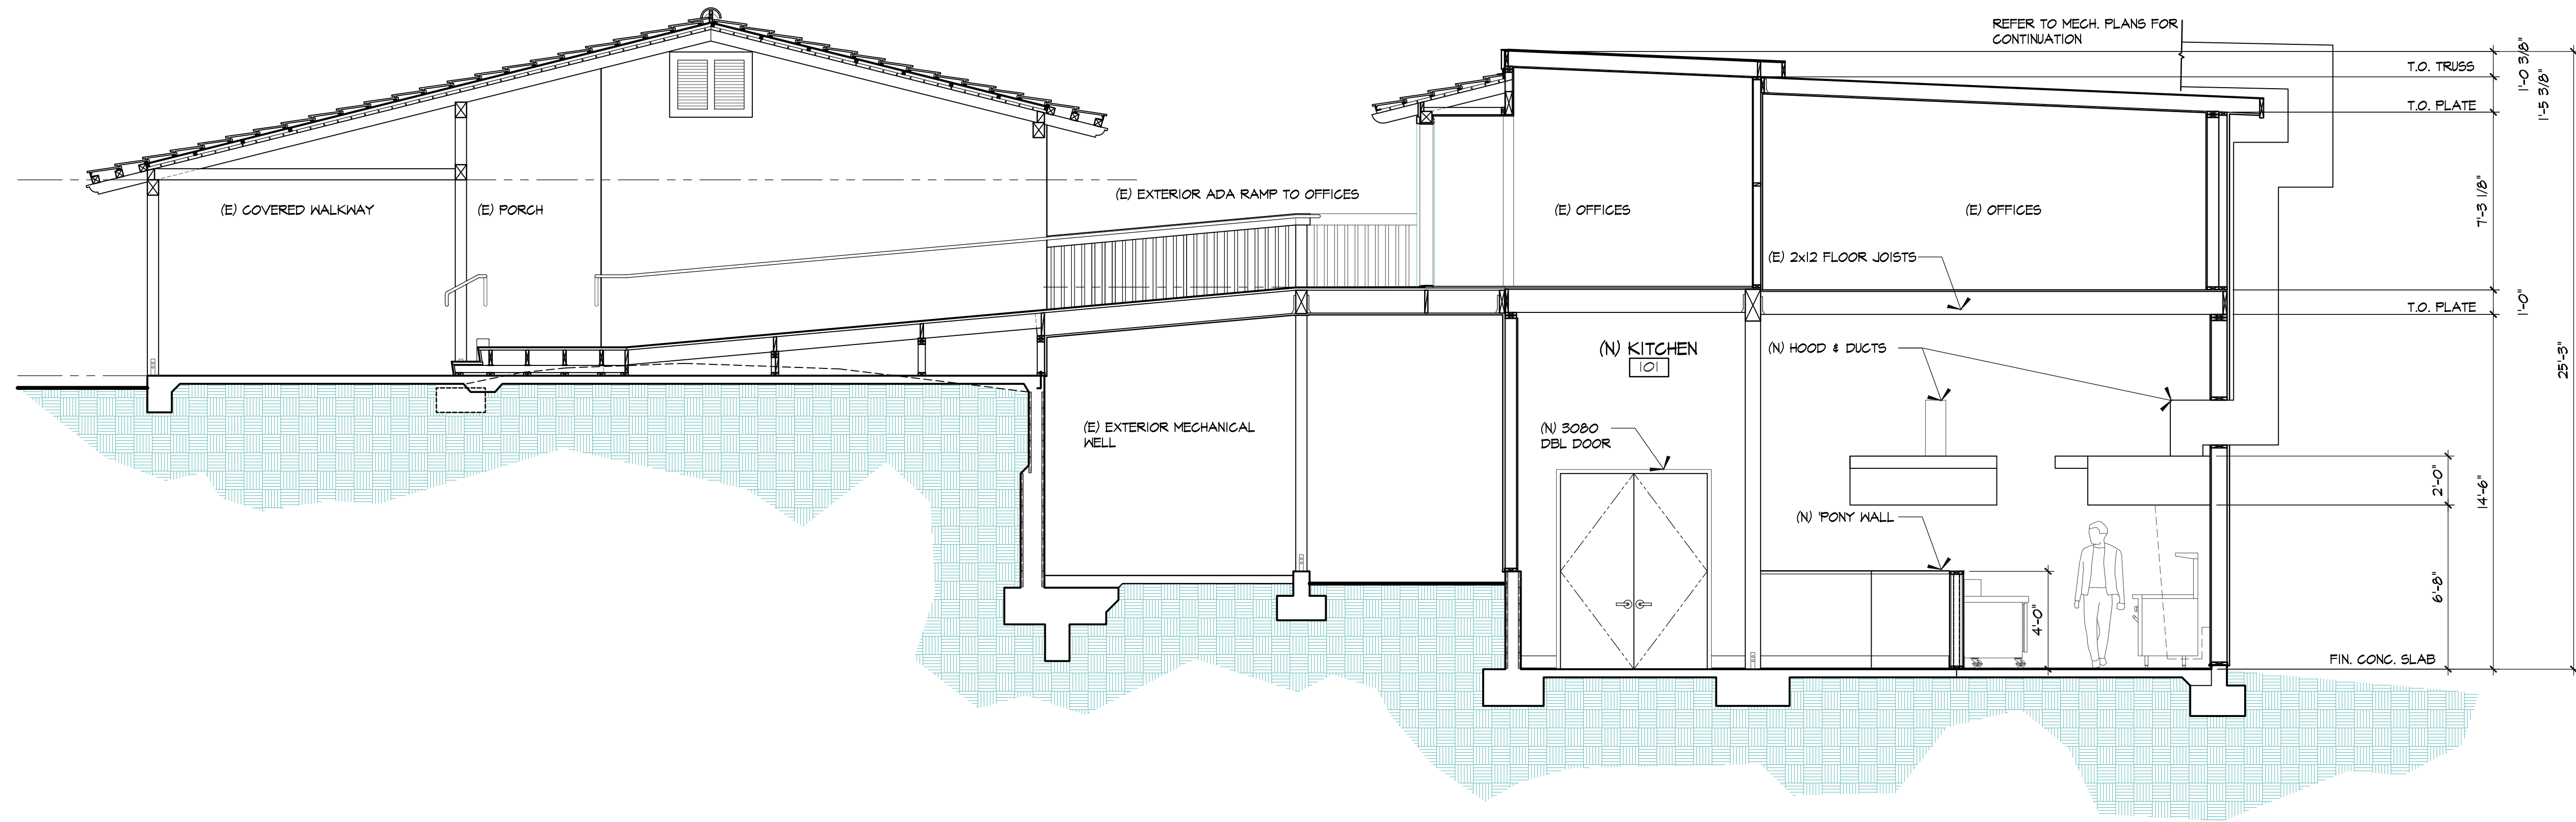 REFER TO MECH. PLANS FOR
CONTINUATION
1'-0 3/8"
T.O. TRUSS
1'-5 3/8"
T.O. PLATE
(E) EXTERIOR ADA RAMP TO OFFICES
(E) COVERED WALKWAY
(E) PORCH
(E) OFFICES
(E) OFFICES
7'-3 1/8"
(E) 2x12 FLOOR JOISTS
T.O. PLATE
1'-0"
(N) KITCHEN
101
(N) HOOD & DUCTS
25'-3"
(E) EXTERIOR MECHANICAL
WELL
(N) 3080
DBL DOOR
2'-0"
14'-6"
(N) 'PONY WALL
6'-8"
4'-0"
FIN. CONC. SLAB